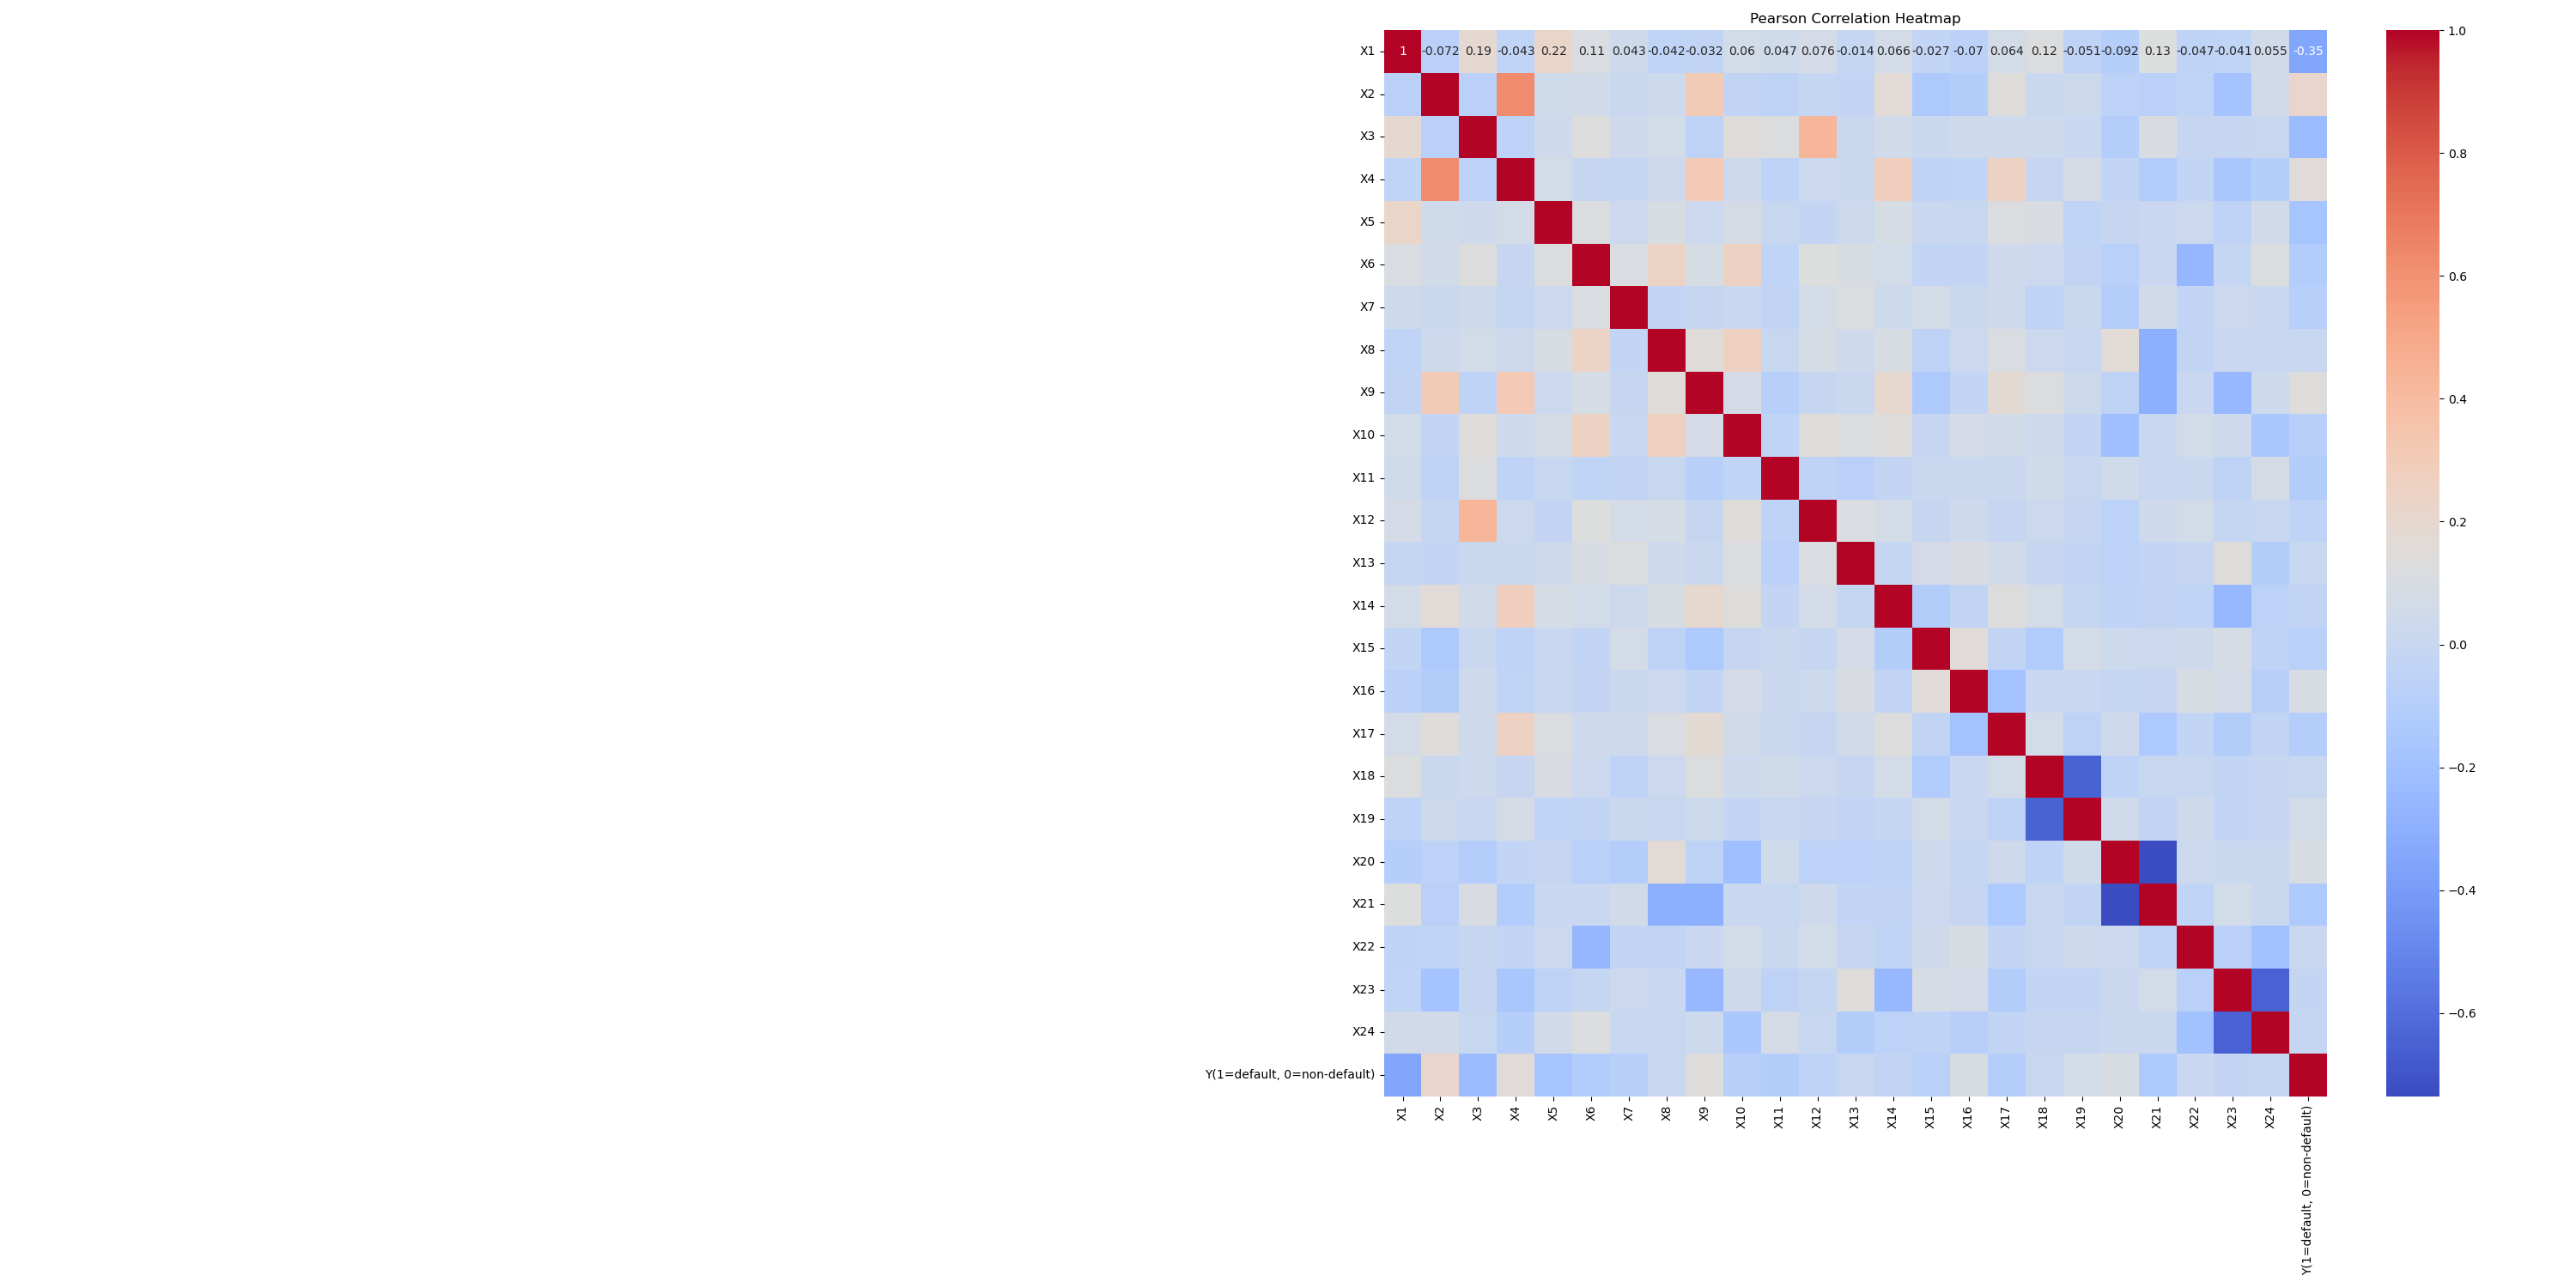 Pearson Correlation Heatmap
X1 1 -0.072 0.19 -0.043 0.22 0.11 0.043 -0.042 -0.032 0.06 0.047 0.076 -0.014 0.066 -0.027 -0.07 0.064 0.12 -0.051 -0.092 0.13 -0.047 -0.041 0.055 -0.35
X2
X3
X4
X5
X6
X7
X8
X9
X10
X11
X12
X13
X14
X15
X16
X17
X18
X19
X20
X21
X22
X23
X24
Y(1=default, 0=non-default)
X1 X2 X3 X4 X5 X6 X7 X8 X9 X10 X11 X12 X13 X14 X15 X16 X17 X18 X19 X20 X21 X22 X23 X24 Y(1=default, 0=non-default)
1.0
0.8
0.6
0.4
0.2
0.0
−0.2
−0.4
−0.6